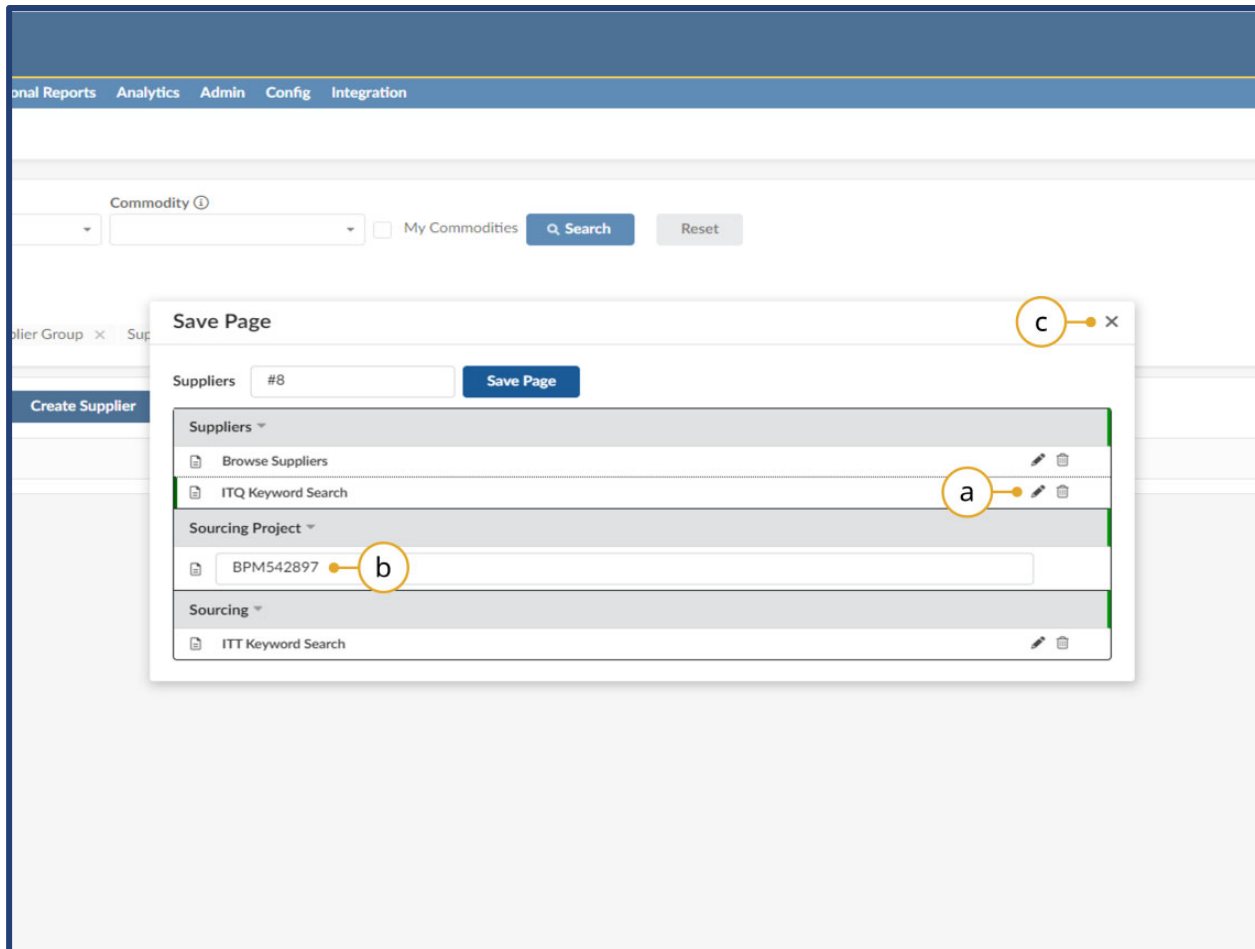 onal Reports Analytics Admin Config Integration
Commodity
My Commodities Search Reset
plier Group × Sup
Save Page
c
×
Suppliers #8 Save Page
Create Supplier
Suppliers
Browse Suppliers
ITQ Keyword Search
a
Sourcing Project
BPM542897
b
Sourcing
ITT Keyword Search